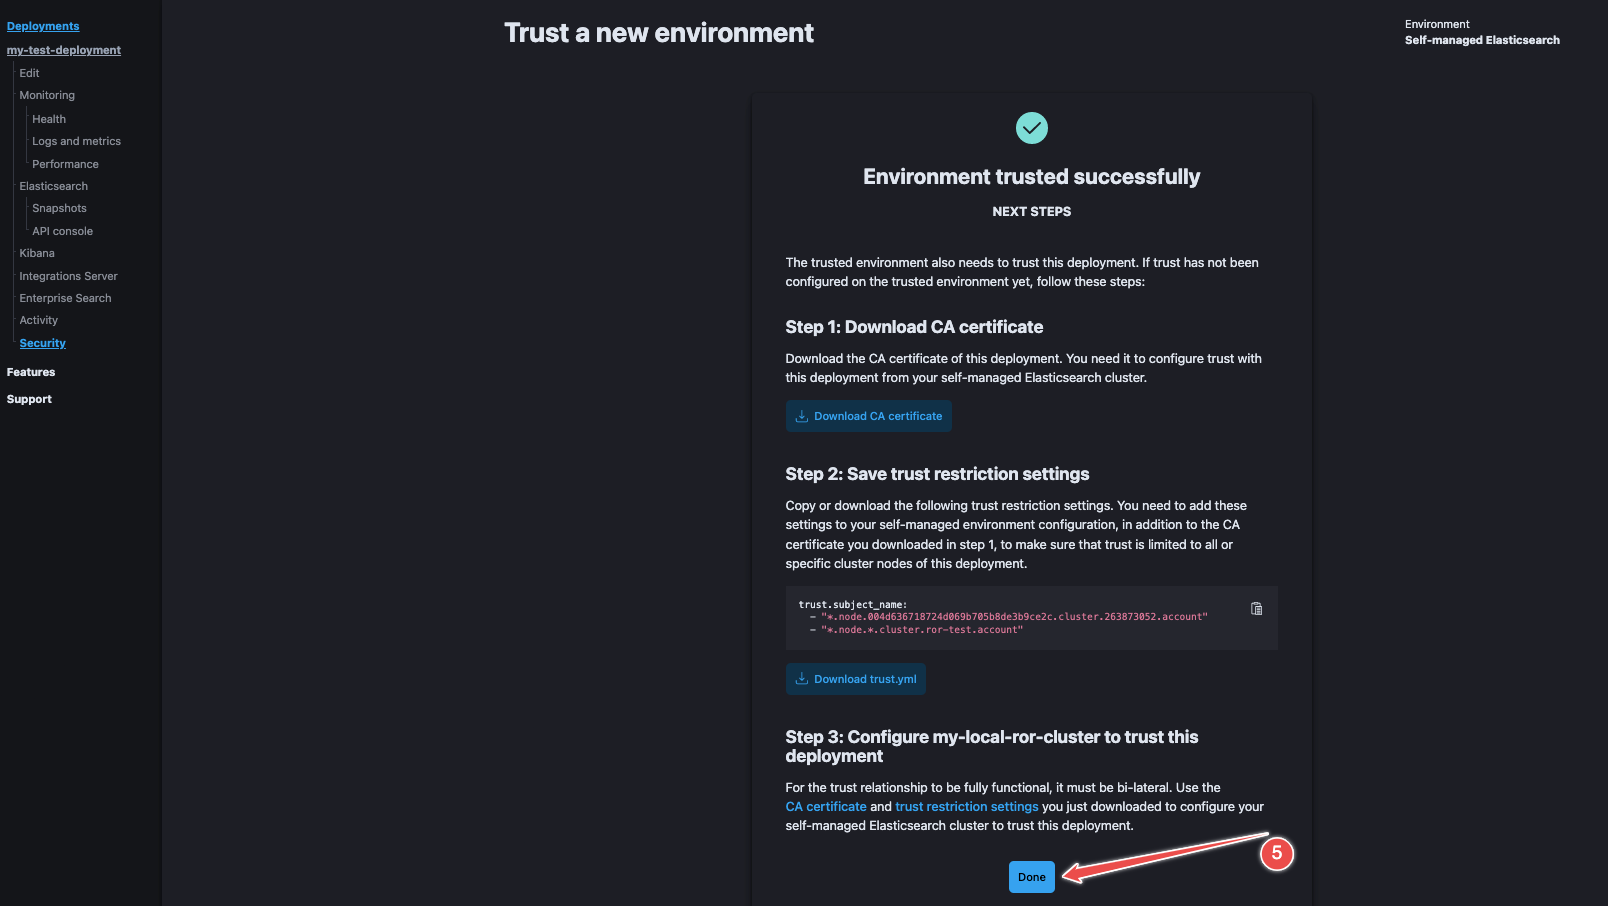 Deployments
my-test-deployment
Edit
Monitoring
Health
Logs and metrics
Performance
Elasticsearch
Snapshots
API console
Kibana
Integrations Server
Enterprise Search
Activity
Security
Features
Support
Trust a new environment
Environment
Self-managed Elasticsearch
Environment trusted successfully
NEXT STEPS
The trusted environment also needs to trust this deployment. If trust has not been
configured on the trusted environment yet, follow these steps:
Step 1: Download CA certificate
Download the CA certificate of this deployment. You need it to configure trust with
this deployment from your self-managed Elasticsearch cluster.
Download CA certificate
Step 2: Save trust restriction settings
Copy or download the following trust restriction settings. You need to add these
settings to your self-managed environment configuration, in addition to the CA
certificate you downloaded in step 1, to make sure that trust is limited to all or
specific cluster nodes of this deployment.
trust.subject_name:
- "*.node.004d636718724d069b705b8de3b9ce2c.cluster.263873052.account"
- "*.node.*.cluster.ror-test.account"
Download trust.yml
Step 3: Configure my-local-ror-cluster to trust this
deployment
For the trust relationship to be fully functional, it must be bi-lateral. Use the
CA certificate and trust restriction settings you just downloaded to configure your
self-managed Elasticsearch cluster to trust this deployment.
5
Done